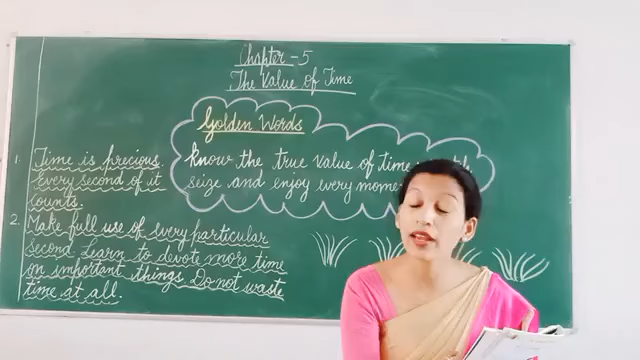 Chapter - 5
The Value of Time
Golden Words
Know the true value of time
seize and enjoy every
1. Time is precious.
Every second of it
counts.
2. Make full use of every particular
second. Learn to devote more time
on important things. Do not waste
time at all.